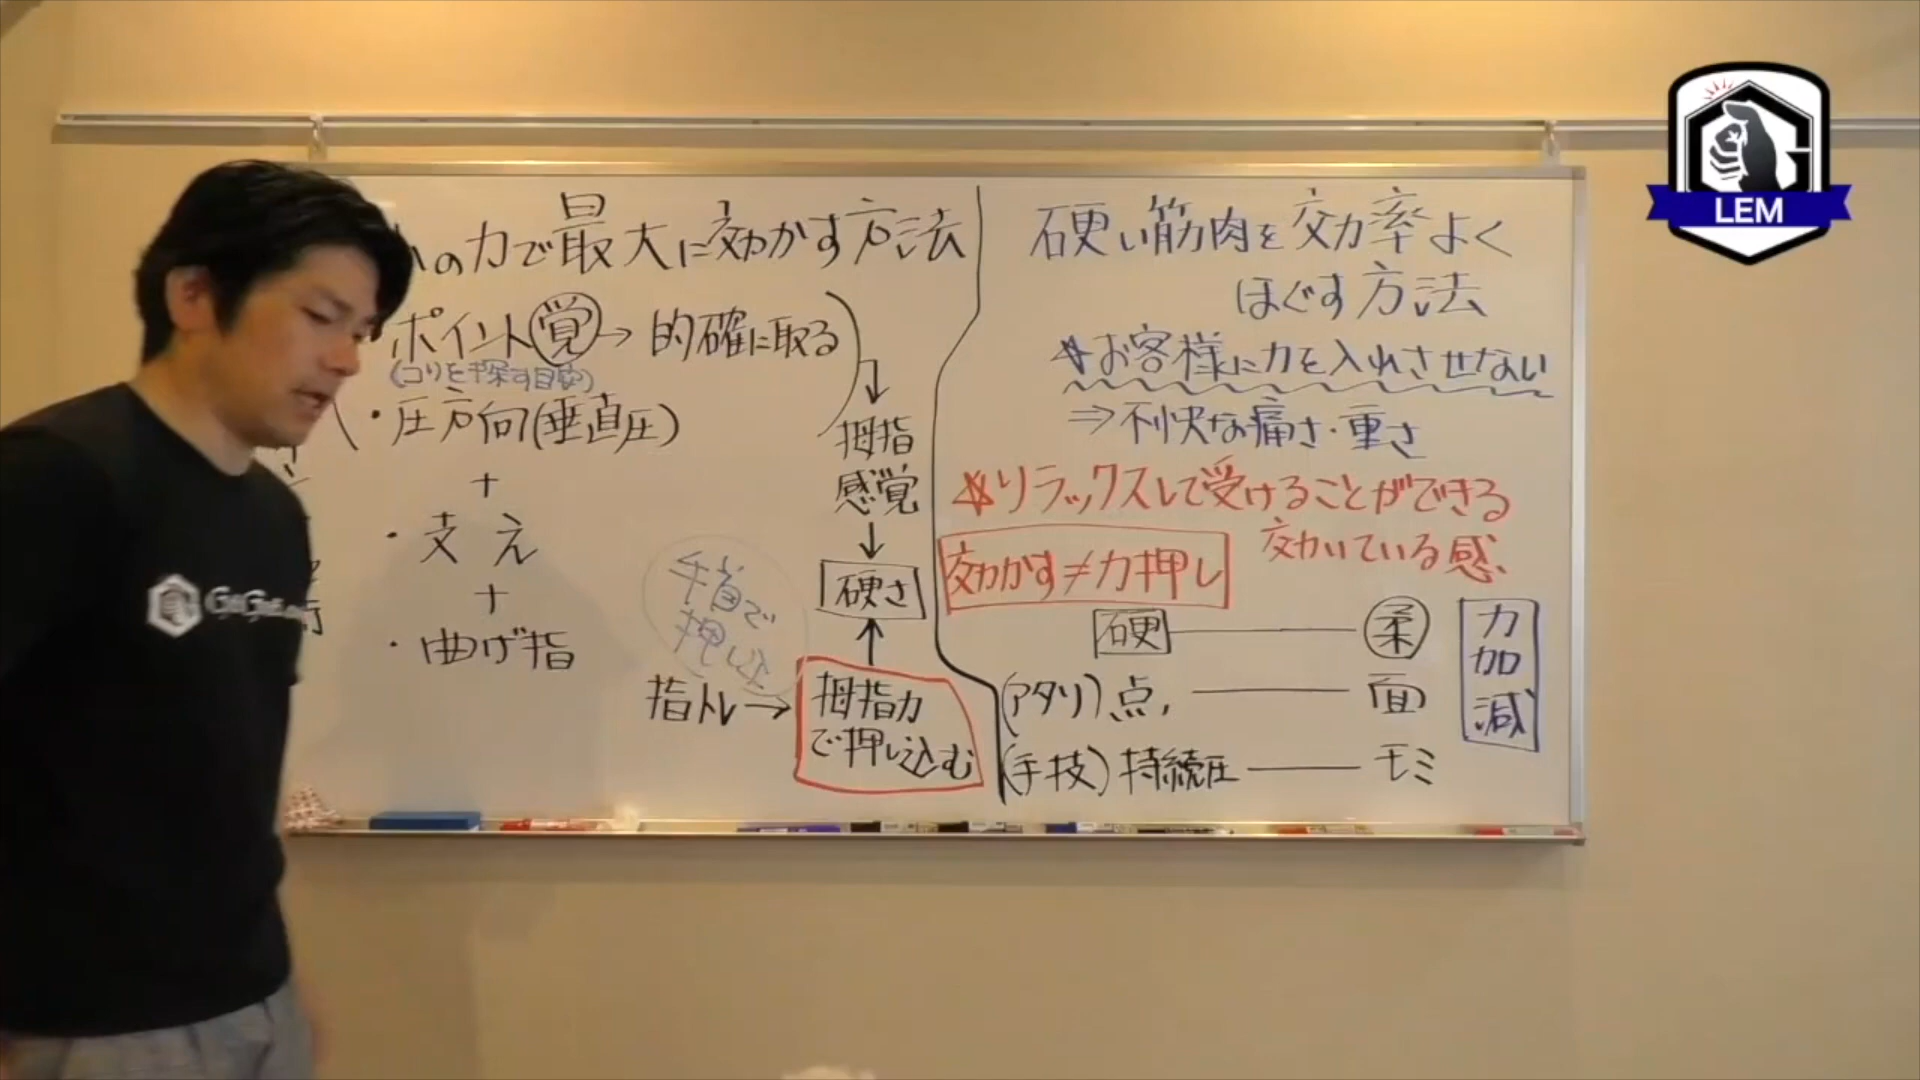 の力で最大に効かす方法
ポイント覚→的確に取る
(コリを探す目安)
・圧方向(垂直圧)
+
・支え
+
・曲げ指
拇指
感覚
↓
硬さ
↑
手首で
押し
指トレ→
拇指力
で押し込む
硬い筋肉を効率よく
ほぐす方法
☆お客様に力を入れさせない
⇒不快な痛さ・重さ
☆リラックスして受けることができる
効いている感
効かす≠力押し
硬 柔
(アタリ)点 面
(手技)持続圧 モミ
力
加
減
LEM